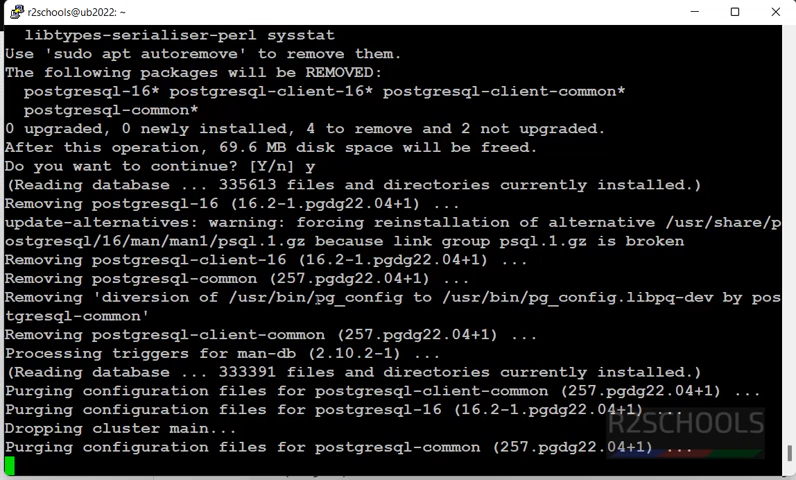 r2schools@ub2022: ~
libtypes-serialiser-perl sysstat
Use 'sudo apt autoremove' to remove them.
The following packages will be REMOVED:
postgresql-16* postgresql-client-16* postgresql-client-common*
postgresql-common*
0 upgraded, 0 newly installed, 4 to remove and 2 not upgraded.
After this operation, 69.6 MB disk space will be freed.
Do you want to continue? [Y/n] y
(Reading database ... 335613 files and directories currently installed.)
Removing postgresql-16 (16.2-1.pgdg22.04+1) ...
update-alternatives: warning: forcing reinstallation of alternative /usr/share/p
ostgresql/16/man/man1/psql.1.gz because link group psql.1.gz is broken
Removing postgresql-client-16 (16.2-1.pgdg22.04+1) ...
Removing postgresql-common (257.pgdg22.04+1) ...
Removing 'diversion of /usr/bin/pg_config to /usr/bin/pg_config.libpq-dev by pos
tgresql-common'
Removing postgresql-client-common (257.pgdg22.04+1) ...
Processing triggers for man-db (2.10.2-1) ...
(Reading database ... 333391 files and directories currently installed.)
Purging configuration files for postgresql-client-common (257.pgdg22.04+1) ...
Purging configuration files for postgresql-16 (16.2-1.pgdg22.04+1) ...
Dropping cluster main...
Purging configuration files for postgresql-common (257.pgdg22.04+1) ...
R2SCHOOLS